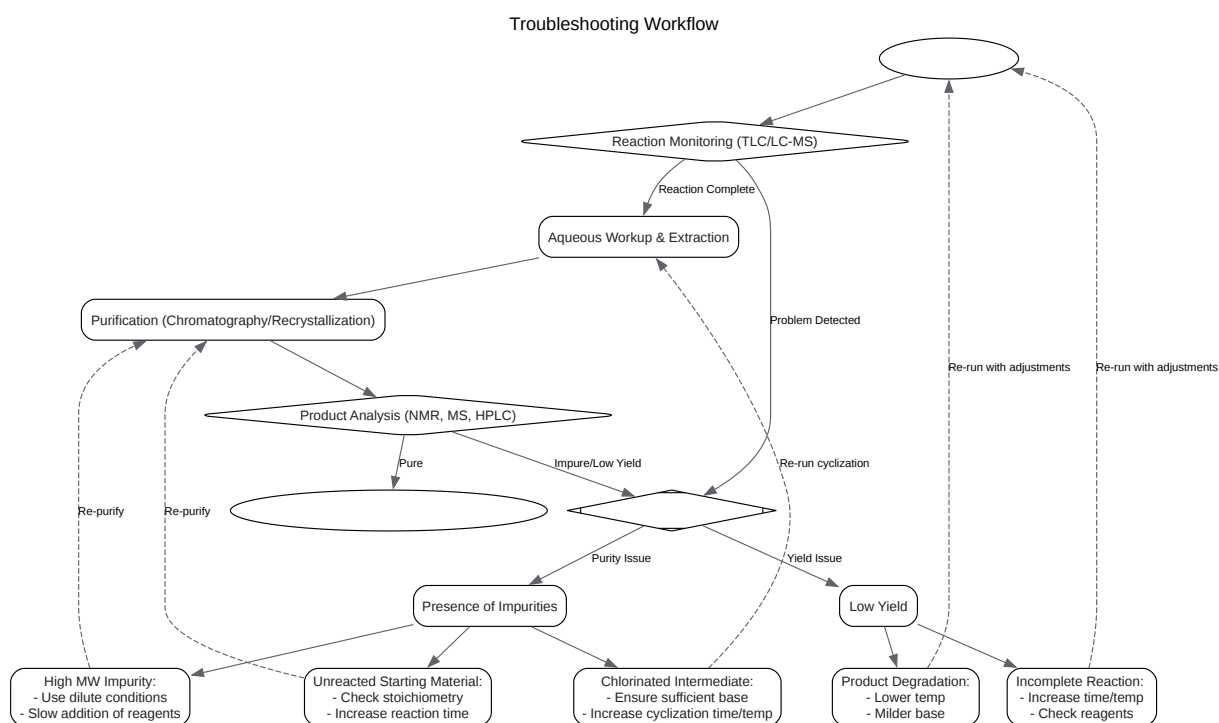 Troubleshooting Workflow
Reaction Monitoring (TLC/LC-MS)
Reaction Complete
Aqueous Workup & Extraction
Problem Detected
Purification (Chromatography/Recrystallization)
Re-run with adjustments
Re-run with adjustments
Product Analysis (NMR, MS, HPLC)
Pure
Impure/Low Yield
Re-run cyclization
Re-purify
Re-purify
Purity Issue
Yield Issue
Presence of Impurities
Low Yield
High MW Impurity:
- Use dilute conditions
- Slow addition of reagents
Unreacted Starting Material:
- Check stoichiometry
- Increase reaction time
Chlorinated Intermediate:
- Ensure sufficient base
- Increase cyclization time/temp
Product Degradation:
- Lower temp
- Milder base
Incomplete Reaction:
- Increase time/temp
- Check reagents